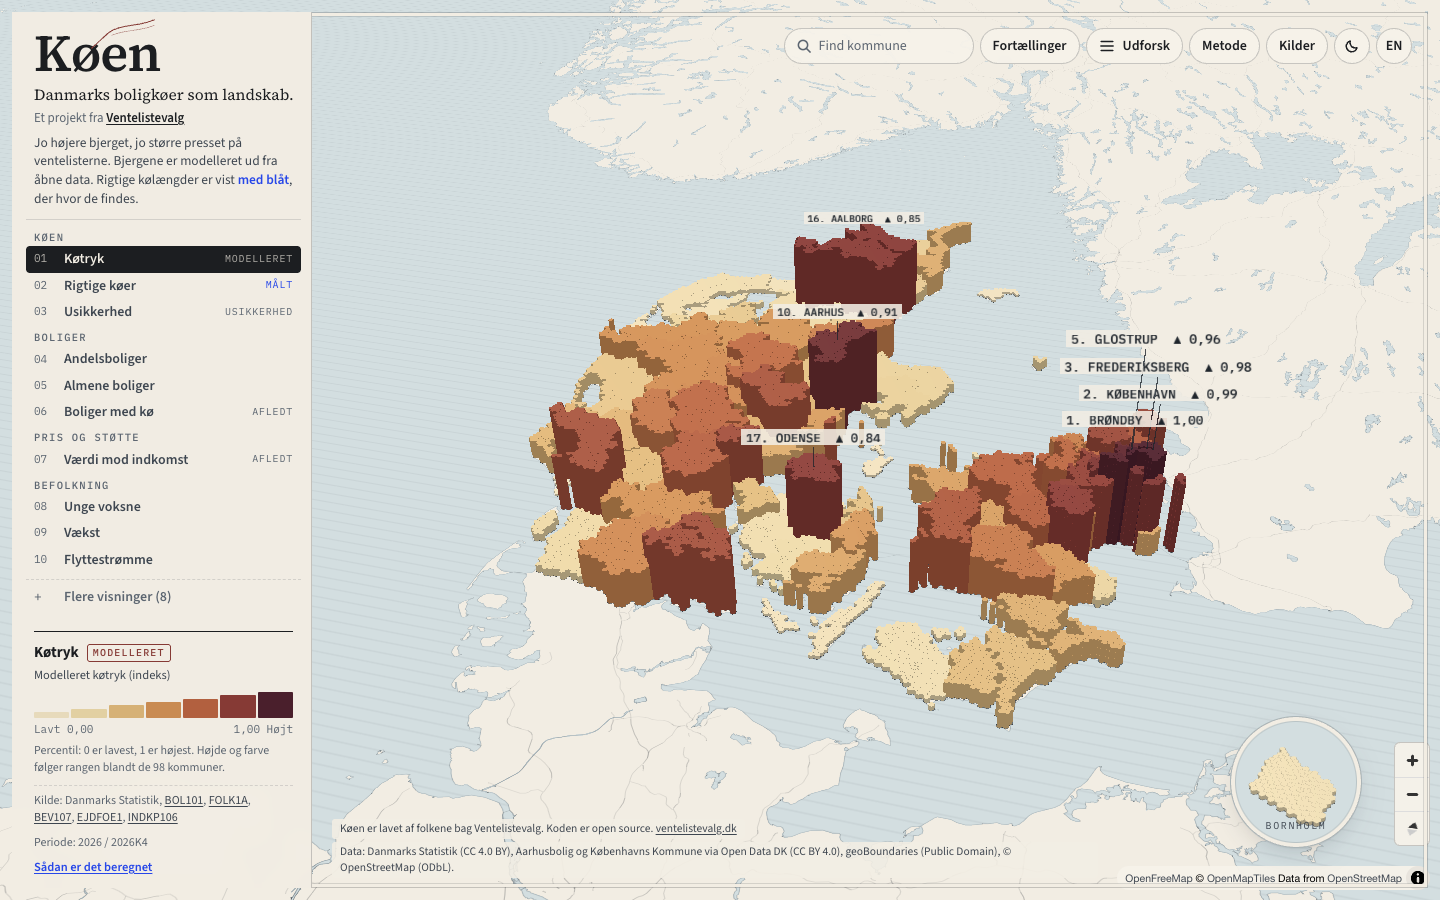 Køen
Danmarks boligkøer som landskab.
Et projekt fra Ventelistevalg
Jo højere bjerget, jo større presset på
ventelisterne. Bjergene er modelleret ud fra
åbne data. Rigtige kølængder er vist med blåt,
der hvor de findes.
KØEN
01 Køtryk MODELLERET
02 Rigtige køer MÅLT
03 Usikkerhed USIKKERHED
BOLIGER
04 Andelsboliger
05 Almene boliger
06 Boliger med kø AFLEDT
PRIS OG STØTTE
07 Værdi mod indkomst AFLEDT
BEFOLKNING
08 Unge voksne
09 Vækst
10 Flyttestrømme
+ Flere visninger (8)
Køtryk MODELLERET
Modelleret køtryk (indeks)
Lavt 0,00 1,00 Højt
Percentil: 0 er lavest, 1 er højest. Højde og farve
følger rangen blandt de 98 kommuner.
Kilde: Danmarks Statistik, BOL101, FOLK1A,
BEV107, EJDFOE1, INDKP106
Periode: 2026 / 2026K4
Sådan er det beregnet
Find kommune
Fortællinger
Udforsk
Metode
Kilder
EN
16. AALBORG ▲ 0,85
10. AARHUS ▲ 0,91
5. GLOSTRUP ▲ 0,96
3. FREDERIKSBERG ▲ 0,98
2. KØBENHAVN ▲ 0,99
1. BRØNDBY ▲ 1,00
17. ODENSE ▲ 0,84
BORNHOLM
Køen er lavet af folkene bag Ventelistevalg. Koden er open source. ventelistevalg.dk
Data: Danmarks Statistik (CC 4.0 BY), Aarhusbolig og Københavns Kommune via Open Data DK (CC BY 4.0), geoBoundaries (Public Domain), ©
OpenStreetMap (ODbL).
OpenFreeMap © OpenMapTiles Data from OpenStreetMap